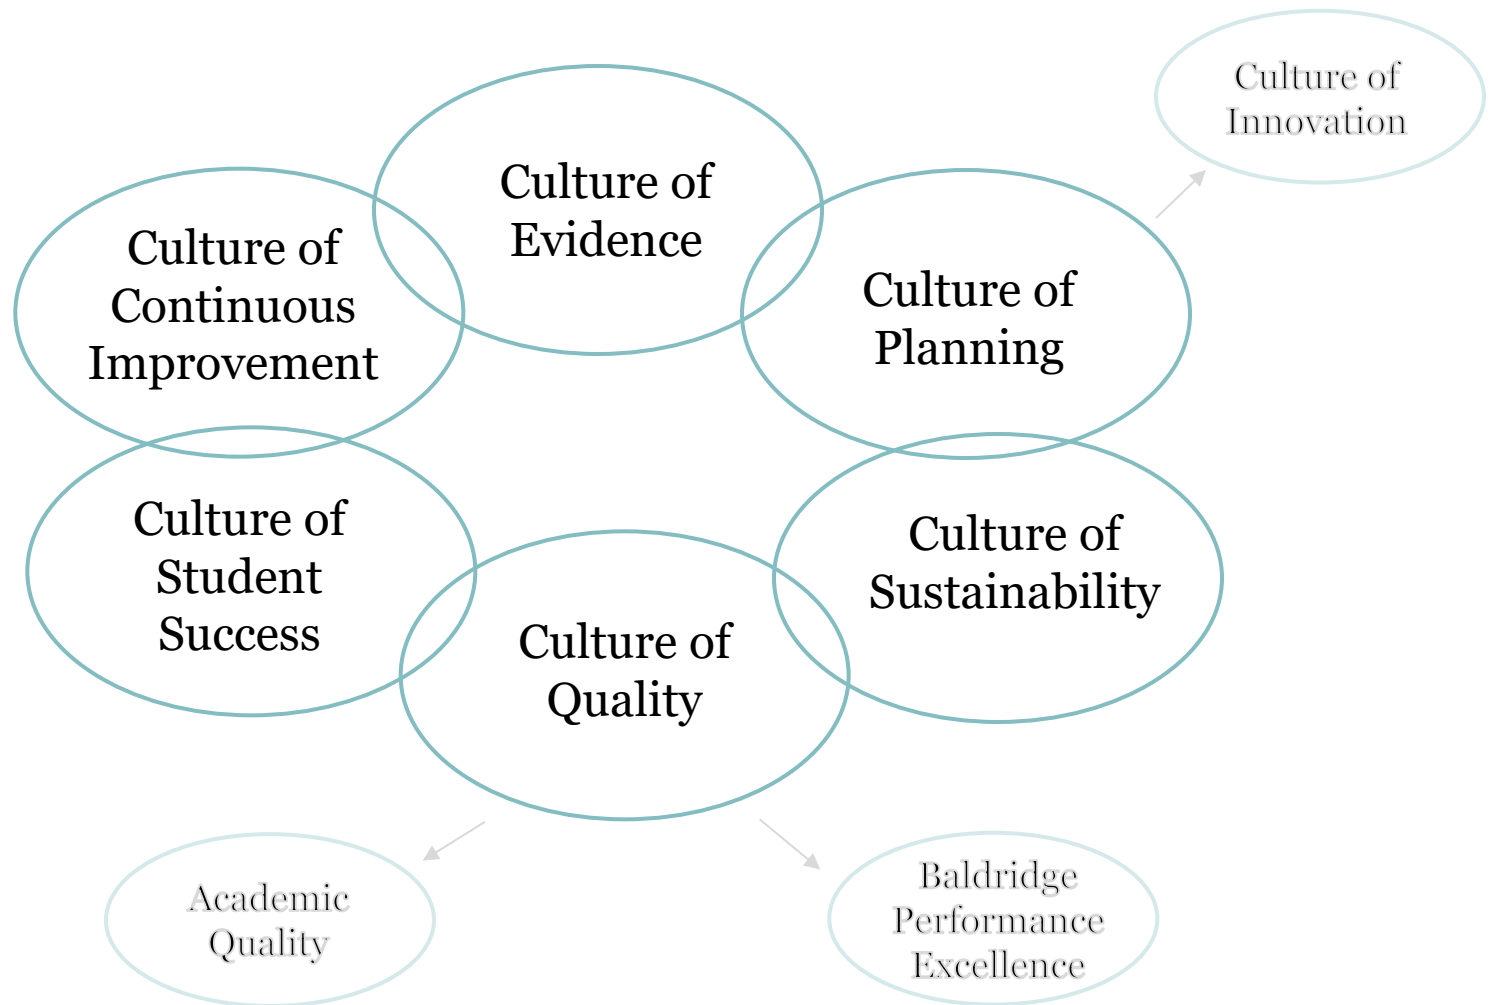 Culture of
Innovation
Culture of
Evidence
Culture of
Continuous
Improvement
Culture of
Planning
Culture of
Student
Success
Culture of
Sustainability
Culture of
Quality
Academic
Quality
Baldridge
Performance
Excellence